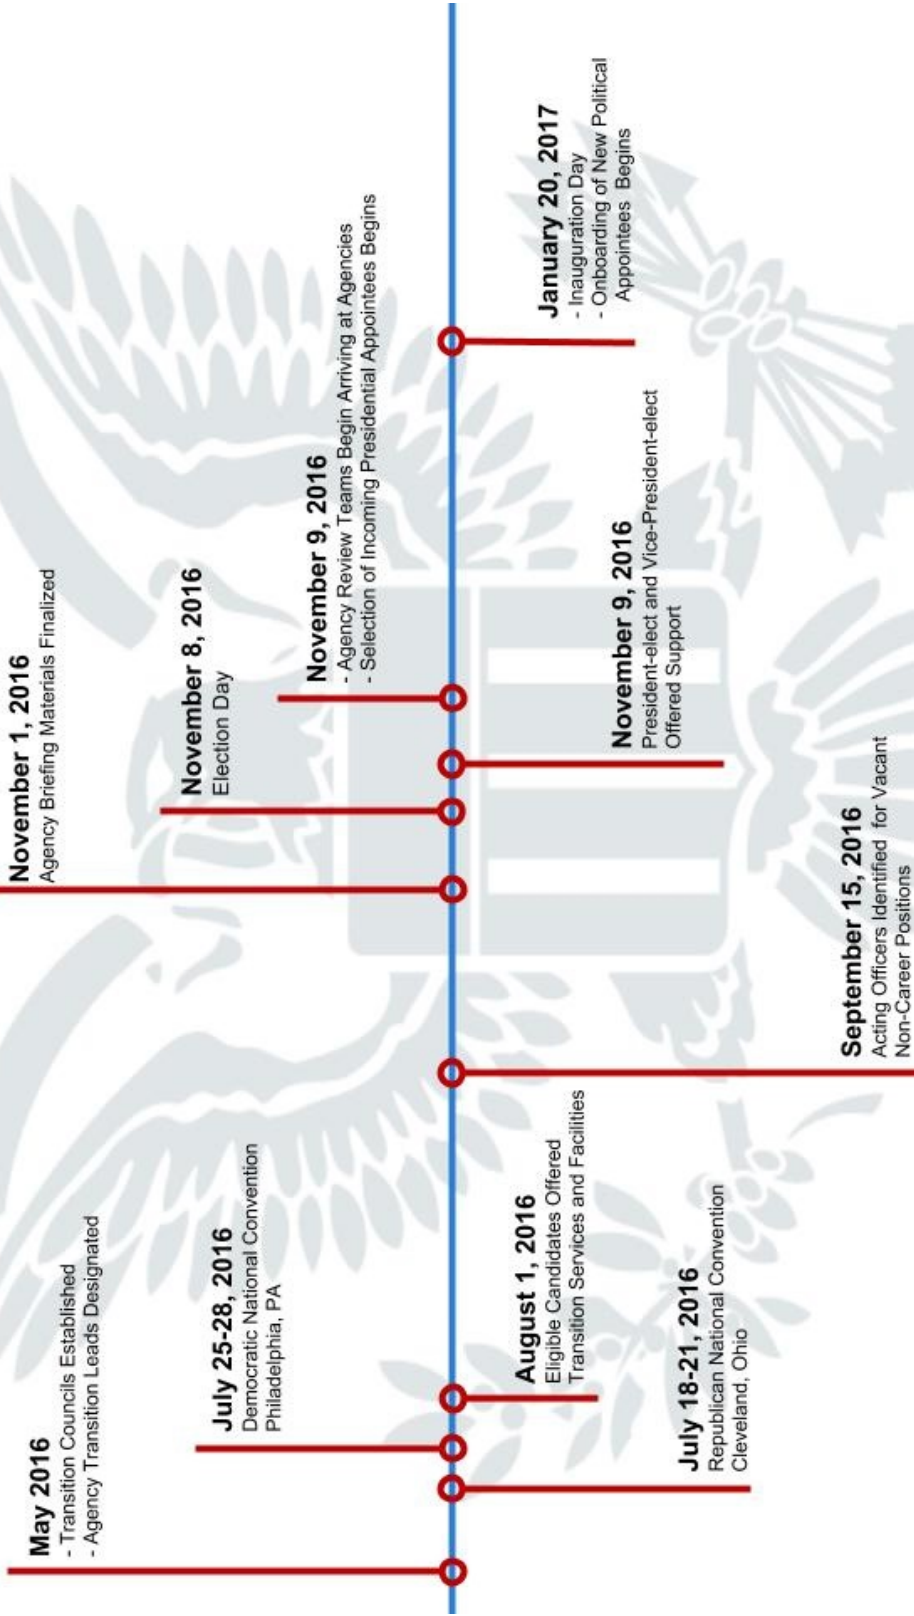 May 2016
- Transition Councils Established
- Agency Transition Leads Designated
July 18-21, 2016
Republican National Convention
Cleveland, Ohio
July 25-28, 2016
Democratic National Convention
Philadelphia, PA
August 1, 2016
Eligible Candidates Offered
Transition Services and Facilities
September 15, 2016
Acting Officers Identified for Vacant
Non-Career Positions
November 1, 2016
Agency Briefing Materials Finalized
November 8, 2016
Election Day
November 9, 2016
President-elect and Vice-President-elect
Offered Support
November 9, 2016
- Agency Review Teams Begin Arriving at Agencies
- Selection of Incoming Presidential Appointees Begins
January 20, 2017
- Inauguration Day
- Onboarding of New Political
Appointees Begins